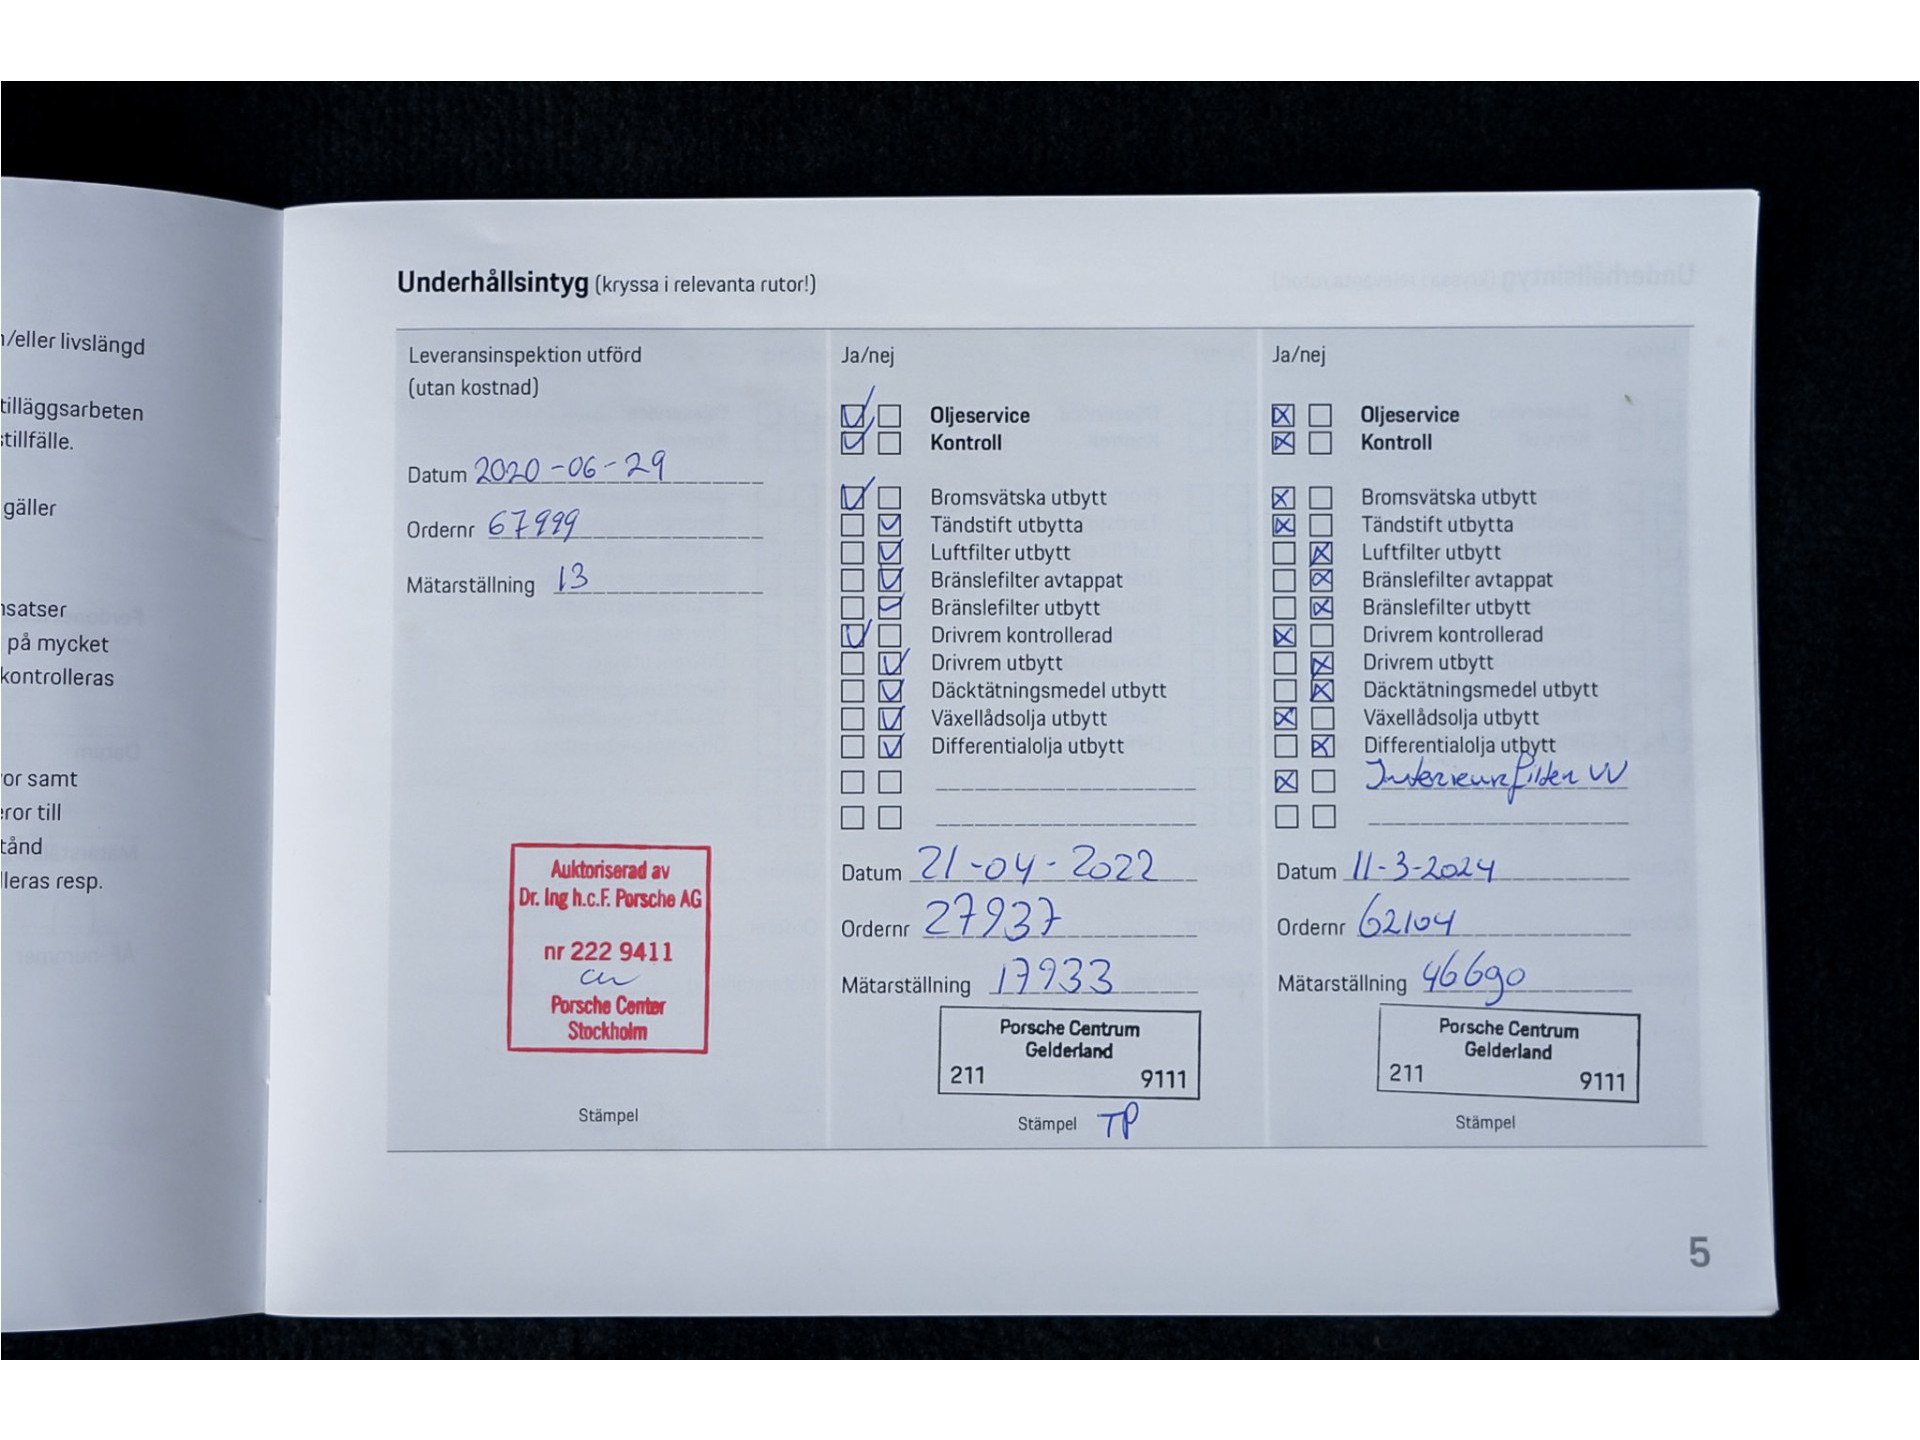 n/eller livslängd
tilläggsarbeten
stillfälle.
gäller
nsatser
på mycket
kontrolleras
or samt
eror till
tånd
lleras resp.
Underhållsintyg (kryssa i relevanta rutor!)
Leveransinspektion utförd
(utan kostnad)
Datum 2020-06-29
Ordernr 67999
Mätarställning 13
Auktoriserad av
Dr. Ing h.c.F. Porsche AG
nr 222 9411
Porsche Center
Stockholm
Stämpel
Ja/nej
Oljeservice
Kontroll
Bromsvätska utbytt
Tändstift utbytta
Luftfilter utbytt
Bränslefilter avtappat
Bränslefilter utbytt
Drivrem kontrollerad
Drivrem utbytt
Däcktätningsmedel utbytt
Växellådsolja utbytt
Differentialolja utbytt
Datum 21-04-2022
Ordernr 27937
Mätarställning 17933
Porsche Centrum
Gelderland
211 9111
Stämpel TP
Ja/nej
Oljeservice
Kontroll
Bromsvätska utbytt
Tändstift utbytta
Luftfilter utbytt
Bränslefilter avtappat
Bränslefilter utbytt
Drivrem kontrollerad
Drivrem utbytt
Däcktätningsmedel utbytt
Växellådsolja utbytt
Differentialolja utbytt
Interieurfilter VV
Datum 11-3-2024
Ordernr 62104
Mätarställning 46690
Porsche Centrum
Gelderland
211 9111
Stämpel
5